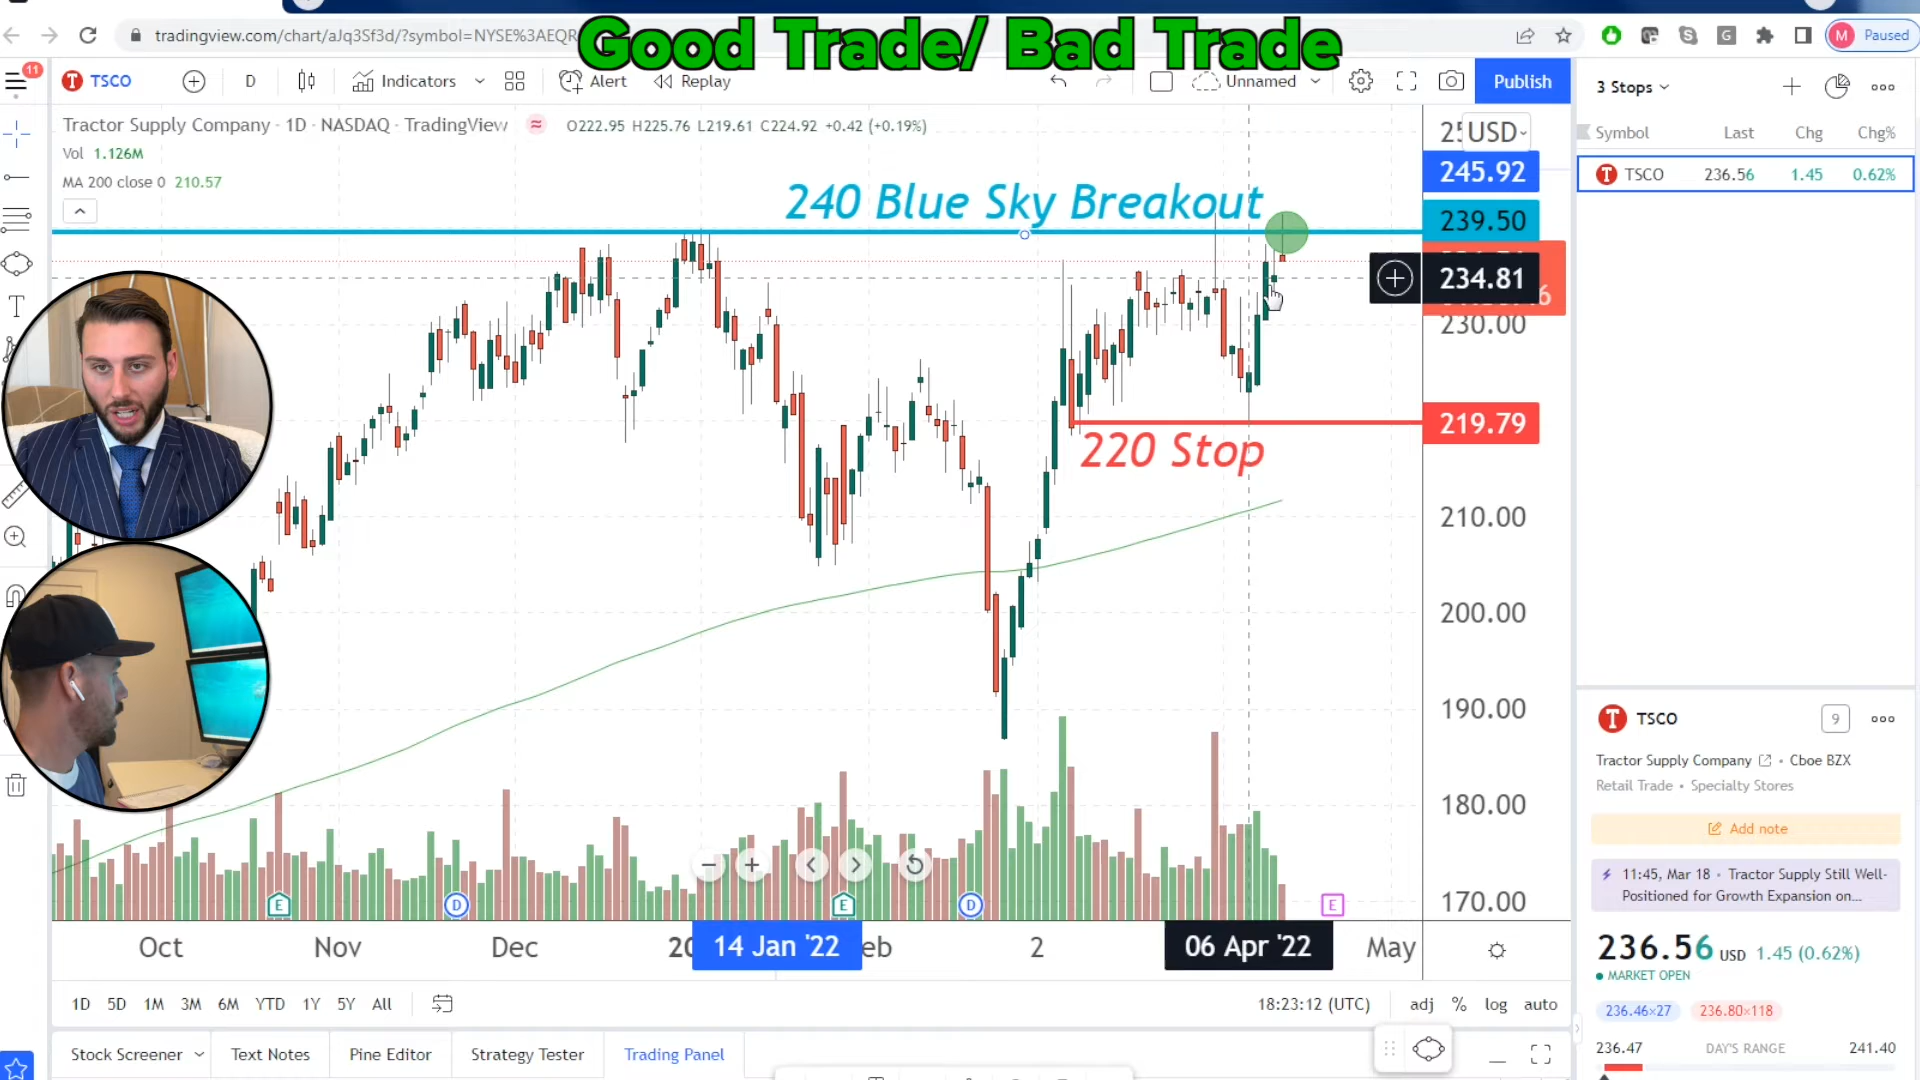 Good Trade/ Bad Trade
tradingview.com/chart/aJq3Sf3d/?symbol=NYSE%3AEQR
M Paused
11
TSCO
D
Indicators
Alert
Replay
Unnamed
Publish
3 Stops
Tractor Supply Company · 1D · NASDAQ · TradingView
O222.95 H225.76 L219.61 C224.92 +0.42 (+0.19%)
Vol 1.126M
MA 200 close 0 210.57
USD
Symbol Last Chg Chg%
TSCO 236.56 1.45 0.62%
240 Blue Sky Breakout
220 Stop
245.92
239.50
234.81
230.00
219.79
210.00
200.00
190.00
180.00
170.00
E D E D E
Oct Nov Dec 14 Jan '22 eb 2 06 Apr '22 May
1D 5D 1M 3M 6M YTD 1Y 5Y All
18:23:12 (UTC) adj % log auto
Stock Screener Text Notes Pine Editor Strategy Tester Trading Panel
TSCO
9
Tractor Supply Company · Cboe BZX
Retail Trade · Specialty Stores
Add note
11:45, Mar 18 · Tractor Supply Still Well-
Positioned for Growth Expansion on...
236.56 USD 1.45 (0.62%)
MARKET OPEN
236.46×27 236.80×118
236.47 DAY'S RANGE 241.40